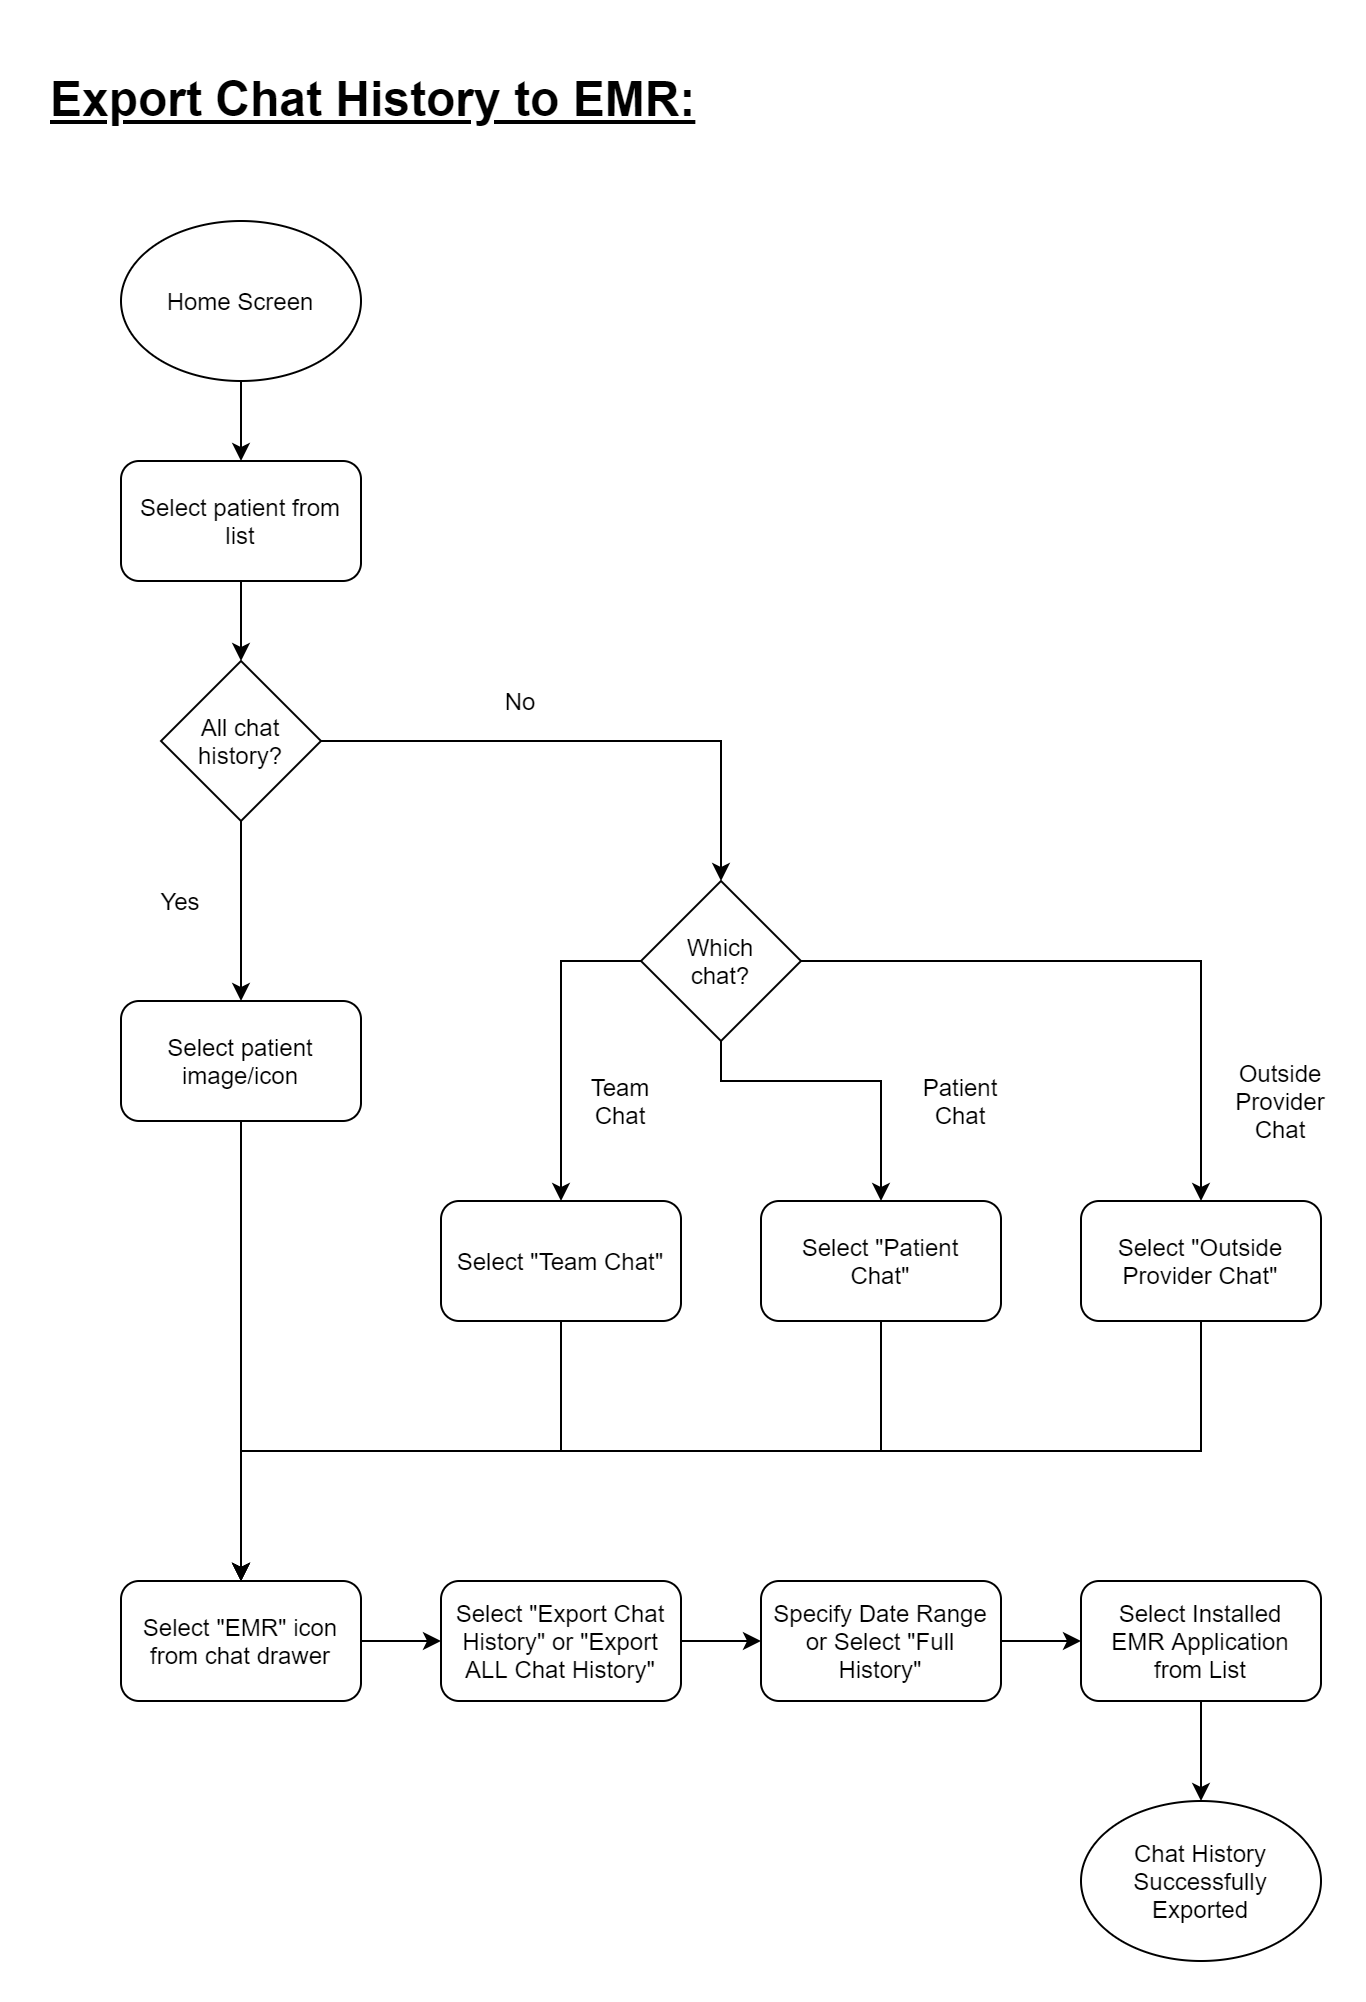 Export Chat History to EMR:
Home Screen
Select patient from
list
All chat
history?
No
Yes
Select patient
image/icon
Which
chat?
Team
Chat
Patient
Chat
Outside
Provider
Chat
Select "Team Chat"
Select "Patient
Chat"
Select "Outside
Provider Chat"
Select "EMR" icon
from chat drawer
Select "Export Chat
History" or "Export
ALL Chat History"
Specify Date Range
or Select "Full
History"
Select Installed
EMR Application
from List
Chat History
Successfully
Exported